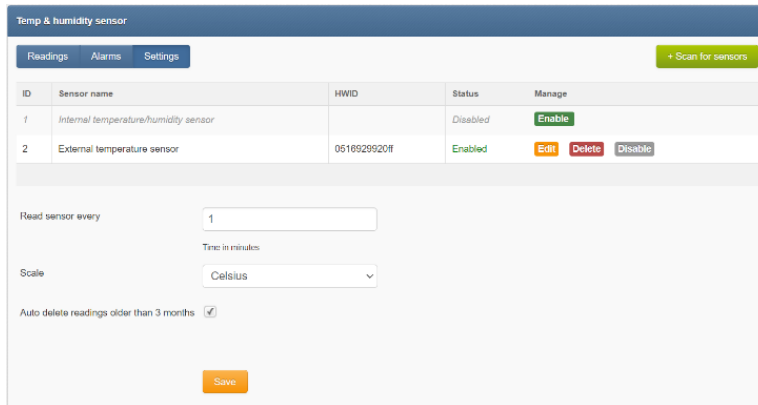 Temp & humidity sensor
Readings Alarms Settings + Scan for sensors
ID Sensor name HWID Status Manage
1 Internal temperature/humidity sensor Disabled Enable
2 External temperature sensor 0516929920ff Enabled Edit Delete Disable
Read sensor every 1
Time in minutes
Scale Celsius
Auto delete readings older than 3 months
Save